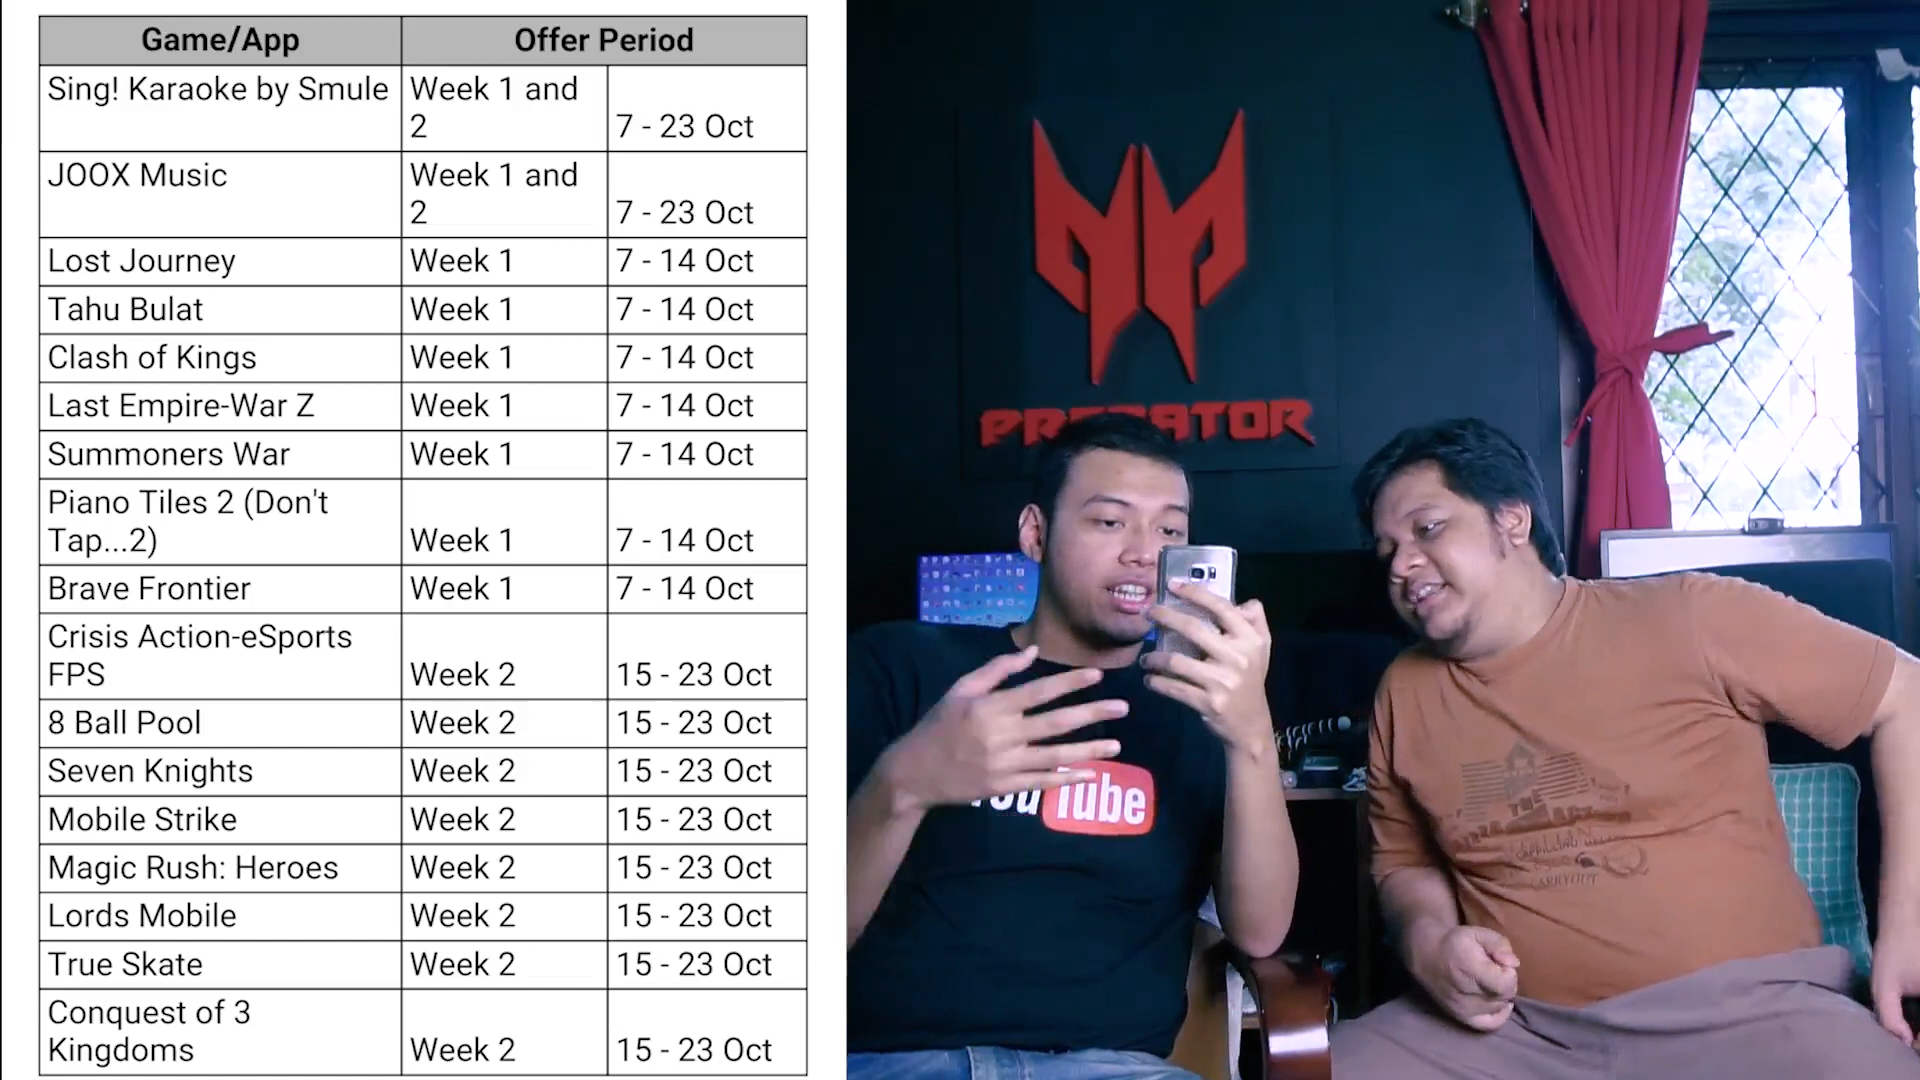 Game/App Offer Period
Sing! Karaoke by Smule Week 1 and
2 7 - 23 Oct
JOOX Music Week 1 and
2 7 - 23 Oct
Lost Journey Week 1 7 - 14 Oct
Tahu Bulat Week 1 7 - 14 Oct
Clash of Kings Week 1 7 - 14 Oct
Last Empire-War Z Week 1 7 - 14 Oct
Summoners War Week 1 7 - 14 Oct
Piano Tiles 2 (Don't
Tap...2) Week 1 7 - 14 Oct
Brave Frontier Week 1 7 - 14 Oct
Crisis Action-eSports
FPS Week 2 15 - 23 Oct
8 Ball Pool Week 2 15 - 23 Oct
Seven Knights Week 2 15 - 23 Oct
Mobile Strike Week 2 15 - 23 Oct
Magic Rush: Heroes Week 2 15 - 23 Oct
Lords Mobile Week 2 15 - 23 Oct
True Skate Week 2 15 - 23 Oct
Conquest of 3
Kingdoms Week 2 15 - 23 Oct
PREDATOR
YouTube
THE
CARRYOUT